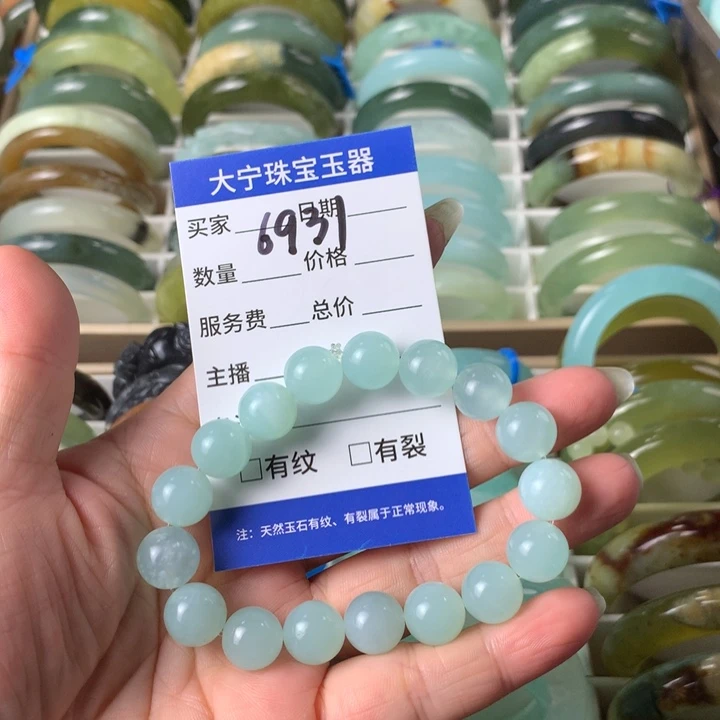 大宁珠宝玉器
买家 6931 日期
数量 价格
服务费 总价
主播
□有纹 □有裂
注：天然玉石有纹、有裂属于正常现象。